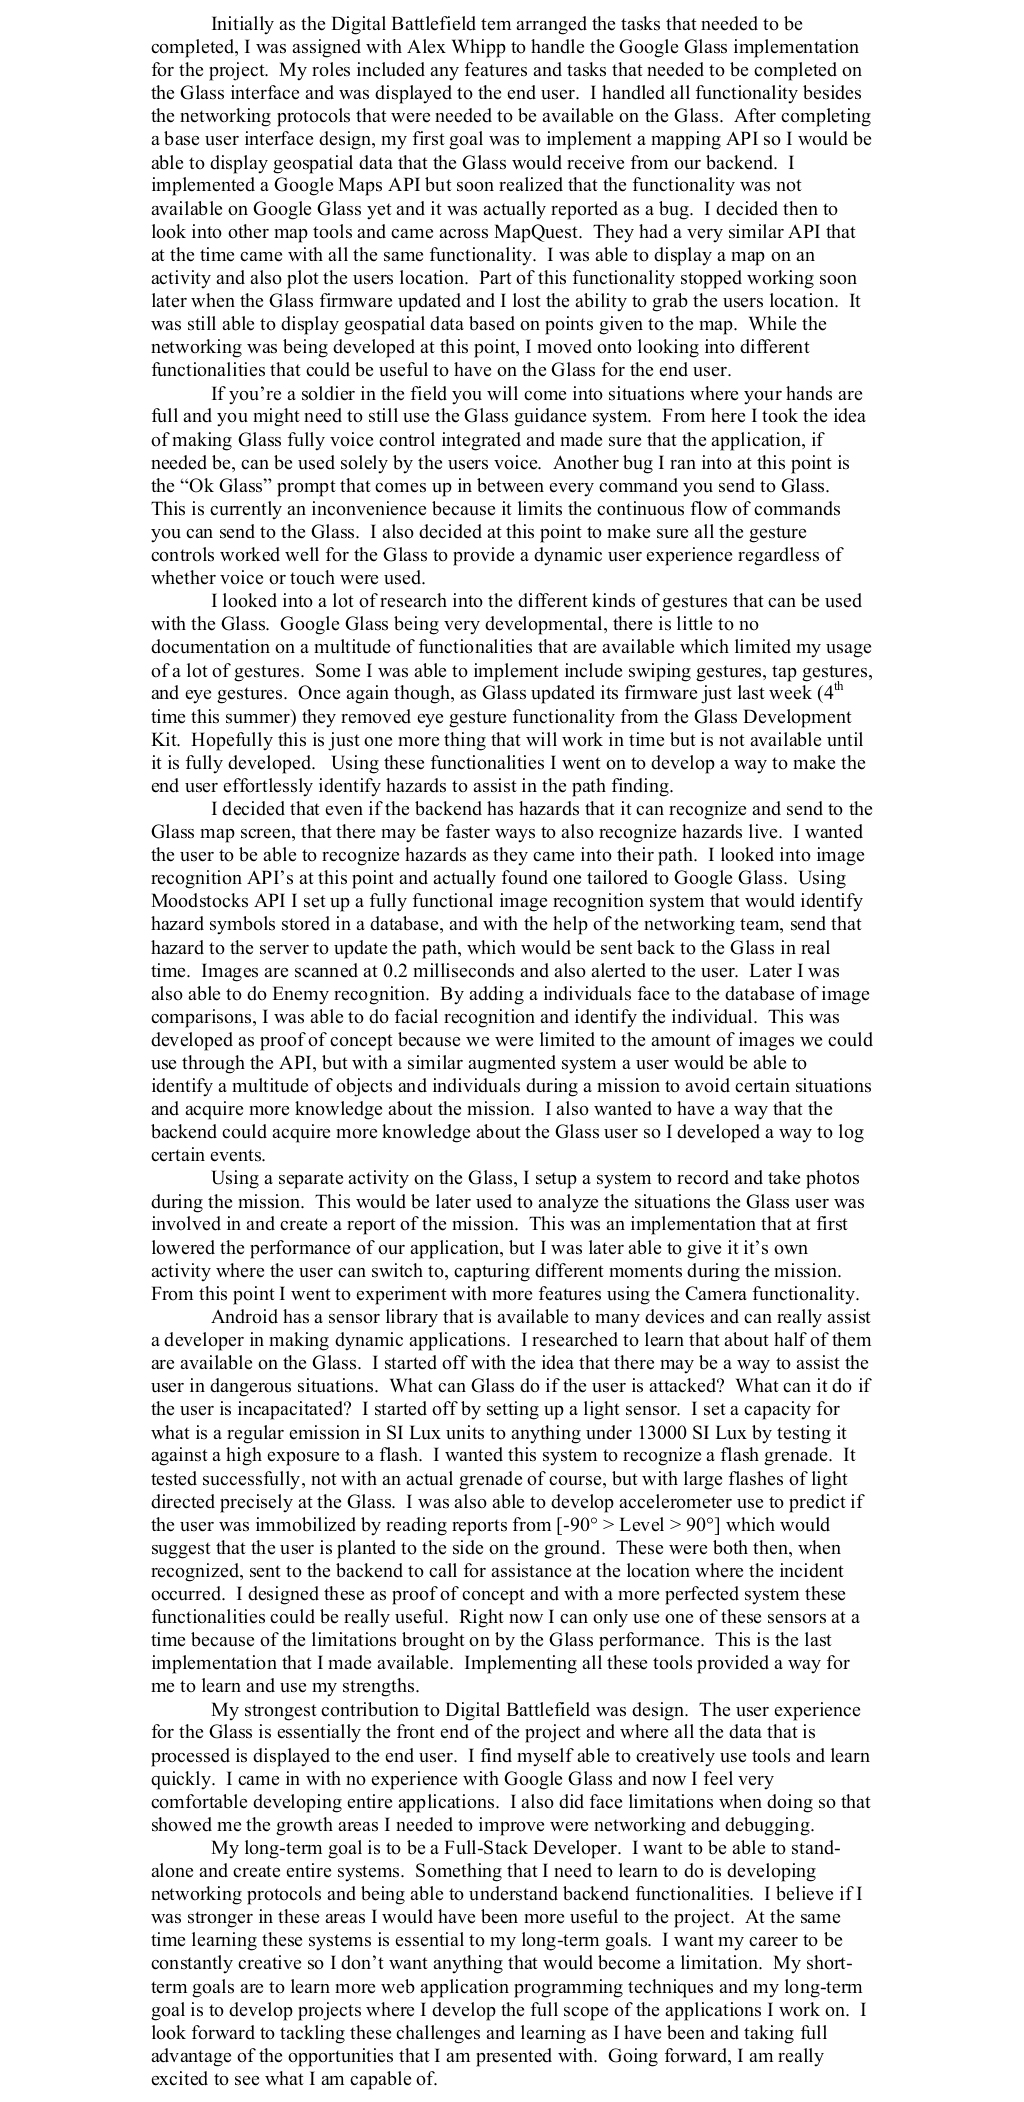 Initially as the Digital Battlefield tem arranged the tasks that needed to be
completed, I was assigned with Alex Whipp to handle the Google Glass implementation
for the project.  My roles included any features and tasks that needed to be completed on
the Glass interface and was displayed to the end user.  I handled all functionality besides
the networking protocols that were needed to be available on the Glass.  After completing
a base user interface design, my first goal was to implement a mapping API so I would be
able to display geospatial data that the Glass would receive from our backend.  I
implemented a Google Maps API but soon realized that the functionality was not
available on Google Glass yet and it was actually reported as a bug.  I decided then to
look into other map tools and came across MapQuest.  They had a very similar API that
at the time came with all the same functionality.  I was able to display a map on an
activity and also plot the users location.  Part of this functionality stopped working soon
later when the Glass firmware updated and I lost the ability to grab the users location.  It
was still able to display geospatial data based on points given to the map.  While the
networking was being developed at this point, I moved onto looking into different
functionalities that could be useful to have on the Glass for the end user.
If you’re a soldier in the field you will come into situations where your hands are
full and you might need to still use the Glass guidance system.  From here I took the idea
of making Glass fully voice control integrated and made sure that the application, if
needed be, can be used solely by the users voice.  Another bug I ran into at this point is
the “Ok Glass” prompt that comes up in between every command you send to Glass.
This is currently an inconvenience because it limits the continuous flow of commands
you can send to the Glass.  I also decided at this point to make sure all the gesture
controls worked well for the Glass to provide a dynamic user experience regardless of
whether voice or touch were used.
I looked into a lot of research into the different kinds of gestures that can be used
with the Glass.  Google Glass being very developmental, there is little to no
documentation on a multitude of functionalities that are available which limited my usage
of a lot of gestures.  Some I was able to implement include swiping gestures, tap gestures,
and eye gestures.  Once again though, as Glass updated its firmware just last week (4th
time this summer) they removed eye gesture functionality from the Glass Development
Kit.  Hopefully this is just one more thing that will work in time but is not available until
it is fully developed.   Using these functionalities I went on to develop a way to make the
end user effortlessly identify hazards to assist in the path finding.
I decided that even if the backend has hazards that it can recognize and send to the
Glass map screen, that there may be faster ways to also recognize hazards live.  I wanted
the user to be able to recognize hazards as they came into their path.  I looked into image
recognition API’s at this point and actually found one tailored to Google Glass.  Using
Moodstocks API I set up a fully functional image recognition system that would identify
hazard symbols stored in a database, and with the help of the networking team, send that
hazard to the server to update the path, which would be sent back to the Glass in real
time.  Images are scanned at 0.2 milliseconds and also alerted to the user.  Later I was
also able to do Enemy recognition.  By adding a individuals face to the database of image
comparisons, I was able to do facial recognition and identify the individual.  This was
developed as proof of concept because we were limited to the amount of images we could
use through the API, but with a similar augmented system a user would be able to
identify a multitude of objects and individuals during a mission to avoid certain situations
and acquire more knowledge about the mission.  I also wanted to have a way that the
backend could acquire more knowledge about the Glass user so I developed a way to log
certain events.
Using a separate activity on the Glass, I setup a system to record and take photos
during the mission.  This would be later used to analyze the situations the Glass user was
involved in and create a report of the mission.  This was an implementation that at first
lowered the performance of our application, but I was later able to give it it’s own
activity where the user can switch to, capturing different moments during the mission.
From this point I went to experiment with more features using the Camera functionality.
Android has a sensor library that is available to many devices and can really assist
a developer in making dynamic applications.  I researched to learn that about half of them
are available on the Glass.  I started off with the idea that there may be a way to assist the
user in dangerous situations.  What can Glass do if the user is attacked?  What can it do if
the user is incapacitated?  I started off by setting up a light sensor.  I set a capacity for
what is a regular emission in SI Lux units to anything under 13000 SI Lux by testing it
against a high exposure to a flash.  I wanted this system to recognize a flash grenade.  It
tested successfully, not with an actual grenade of course, but with large flashes of light
directed precisely at the Glass.  I was also able to develop accelerometer use to predict if
the user was immobilized by reading reports from [-90° > Level > 90°] which would
suggest that the user is planted to the side on the ground.  These were both then, when
recognized, sent to the backend to call for assistance at the location where the incident
occurred.  I designed these as proof of concept and with a more perfected system these
functionalities could be really useful.  Right now I can only use one of these sensors at a
time because of the limitations brought on by the Glass performance.  This is the last
implementation that I made available.  Implementing all these tools provided a way for
me to learn and use my strengths.
My strongest contribution to Digital Battlefield was design.  The user experience
for the Glass is essentially the front end of the project and where all the data that is
processed is displayed to the end user.  I find myself able to creatively use tools and learn
quickly.  I came in with no experience with Google Glass and now I feel very
comfortable developing entire applications.  I also did face limitations when doing so that
showed me the growth areas I needed to improve were networking and debugging.
My long-term goal is to be a Full-Stack Developer.  I want to be able to stand-
alone and create entire systems.  Something that I need to learn to do is developing
networking protocols and being able to understand backend functionalities.  I believe if I
was stronger in these areas I would have been more useful to the project.  At the same
time learning these systems is essential to my long-term goals.  I want my career to be
constantly creative so I don’t want anything that would become a limitation.  My short-
term goals are to learn more web application programming techniques and my long-term
goal is to develop projects where I develop the full scope of the applications I work on.  I
look forward to tackling these challenges and learning as I have been and taking full
advantage of the opportunities that I am presented with.  Going forward, I am really
excited to see what I am capable of.